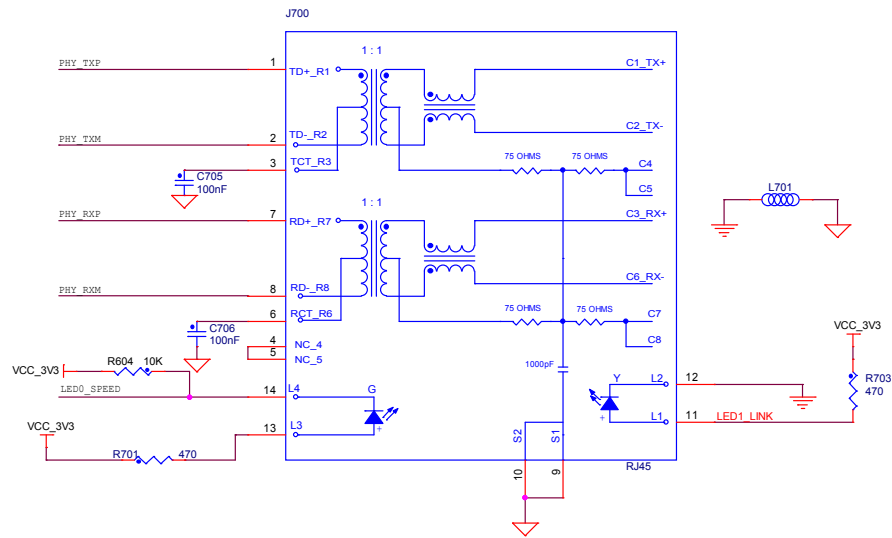 J700
1 : 1
PHY_TXP
1
TD+_R1
C1_TX+
PHY_TXM
2
TD-_R2
C2_TX-
3
TCT_R3
75 OHMS
75 OHMS
C4
C5
C705
100nF
L701
1 : 1
PHY_RXP
7
RD+_R7
C3_RX+
PHY_RXM
8
RD-_R8
C6_RX-
6
RCT_R6
75 OHMS
75 OHMS
C7
C8
C706
100nF
4
NC_4
5
NC_5
VCC_3V3
R604
10K
1000pF
VCC_3V3
LED0_SPEED
14
L4
G
Y
L2
12
R703
470
+
+
L1
11
LED1_LINK
VCC_3V3
13
L3
R701
470
S2
S1
RJ45
10
9